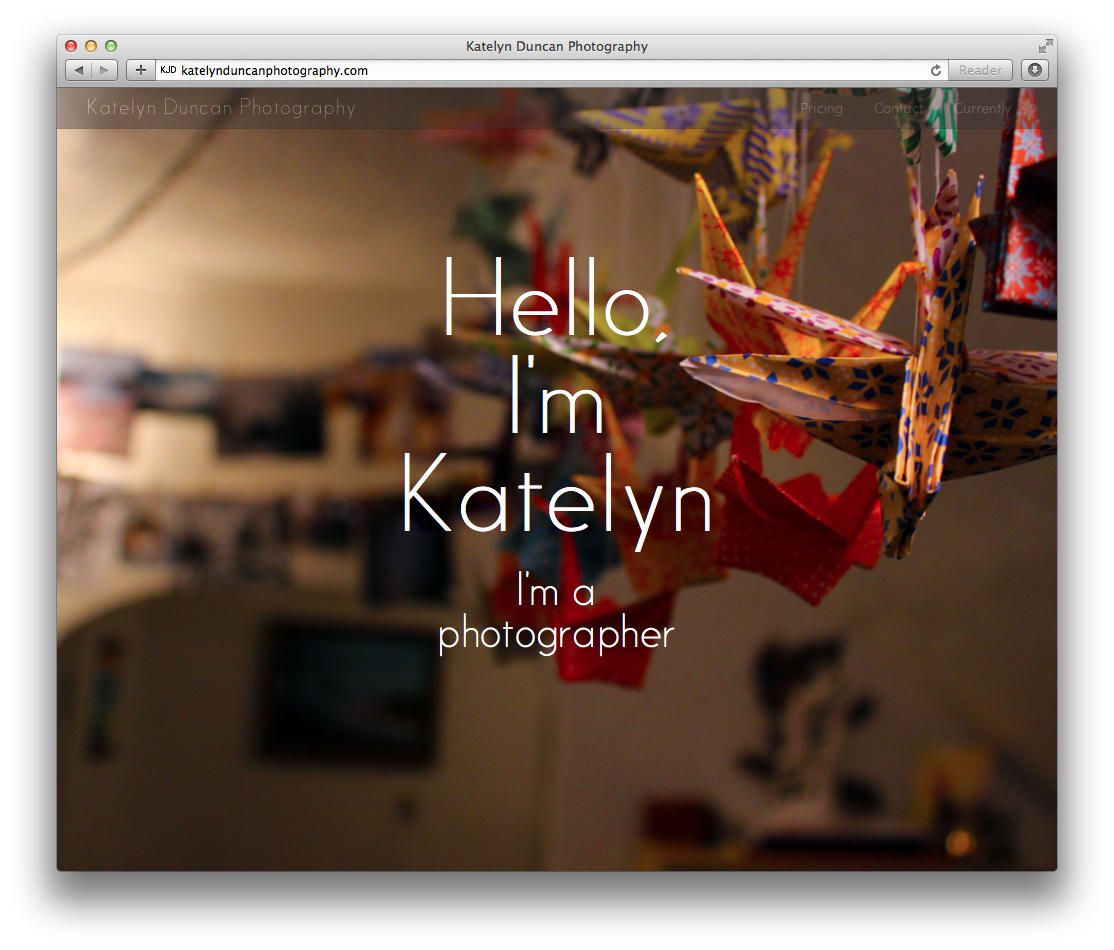 Katelyn Duncan Photography
KJD katelynduncanphotography.com
Reader
Katelyn Duncan Photography
Pricing Contact Currently
Hello,
I'm
Katelyn
I'm a
photographer